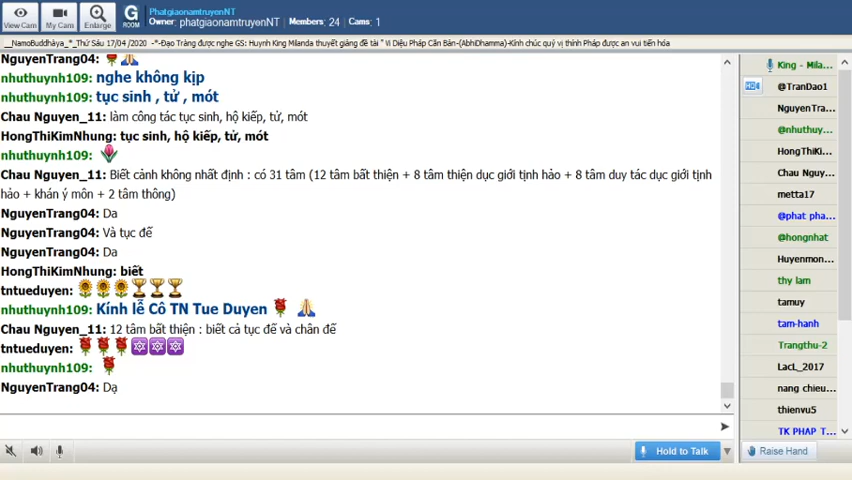 View Cam
My Cam
Enlarge
G
ROOM
PhatgiaonamtruyenNT
Owner: phatgiaonamtruyenNT Members: 24 Cams: 1
__NamoBuddhàya_*_Thứ Sáu 17/04 /2020 -*-Đạo Tràng được nghe GS: Huynh King Milanda thuyết giảng đề tài " Vi Diệu Pháp Căn Bản-(AbhiDhamma)-Kính chúc quý vị thính Pháp được an vui tiến hóa
NguyenTrang04:
nhuthuynh109: nghe không kịp
nhuthuynh109: tục sinh , tử , mót
Chau Nguyen_11: làm công tác tục sinh, hộ kiếp, tử, mót
HongThiKimNhung: tục sinh, hộ kiếp, tử, mót
nhuthuynh109:
Chau Nguyen_11: Biết cảnh không nhất định : có 31 tâm (12 tâm bất thiện + 8 tâm thiện dục giới tịnh hảo + 8 tâm duy tác dục giới tịnh
hảo + khán ý môn + 2 tâm thông)
NguyenTrang04: Da
NguyenTrang04: Và tục đế
NguyenTrang04: Da
HongThiKimNhung: biết
tntueduyen:
nhuthuynh109: Kính lễ Cô TN Tue Duyen
Chau Nguyen_11: 12 tâm bất thiện : biết cả tục đế và chân đế
tntueduyen:
nhuthuynh109:
NguyenTrang04: Dạ
King - Mila...
HD
@TranDao1
NguyenTra...
@nhuthuy...
HongThiKi...
Chau Nguy...
metta17
@phat pha...
@hongnhat
Huyenmon...
thy lam
tamuy
tam-hanh
Trangthu-2
LacL_2017
nang chieu...
thienvu5
TK PHAP T...
Hold to Talk
Raise Hand